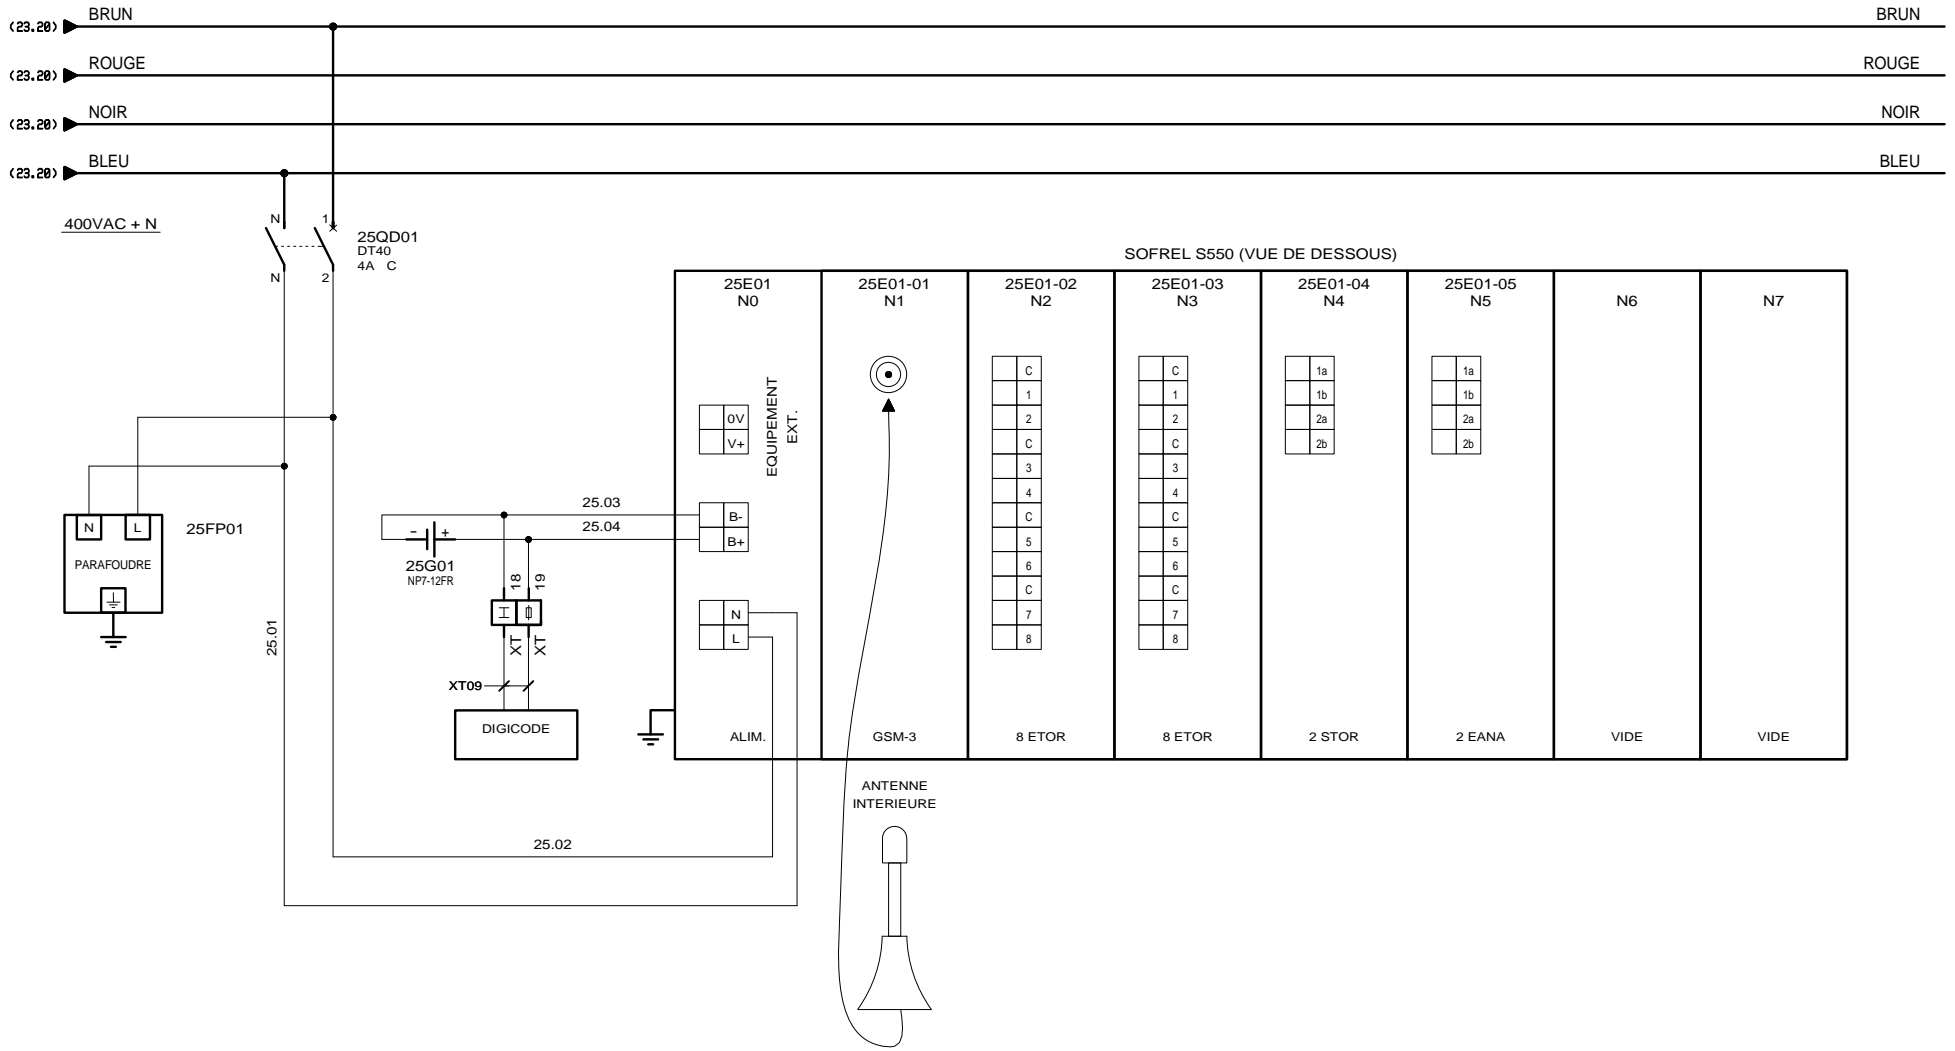 (23.20) BRUN BRUN
(23.20) ROUGE ROUGE
(23.20) NOIR NOIR
(23.20) BLEU BLEU
400VAC + N
N 1
25QD01
DT40
4A C
N 2
SOFREL S550 (VUE DE DESSOUS)
25E01
N0
EQUIPEMENT
EXT.
0V
V+
25.03
B-
25.04
B+
N
L
ALIM.
25E01-01
N1
GSM-3
25E01-02
N2
C
1
2
C
3
4
C
5
6
C
7
8
8 ETOR
25E01-03
N3
C
1
2
C
3
4
C
5
6
C
7
8
8 ETOR
25E01-04
N4
1a
1b
2a
2b
2 STOR
25E01-05
N5
1a
1b
2a
2b
2 EANA
N6
VIDE
N7
VIDE
N L
25FP01
PARAFOUDRE
- +
25G01
NP7-12FR
18
19
XT
XT
XT09
DIGICODE
25.01
25.02
ANTENNE
INTERIEURE